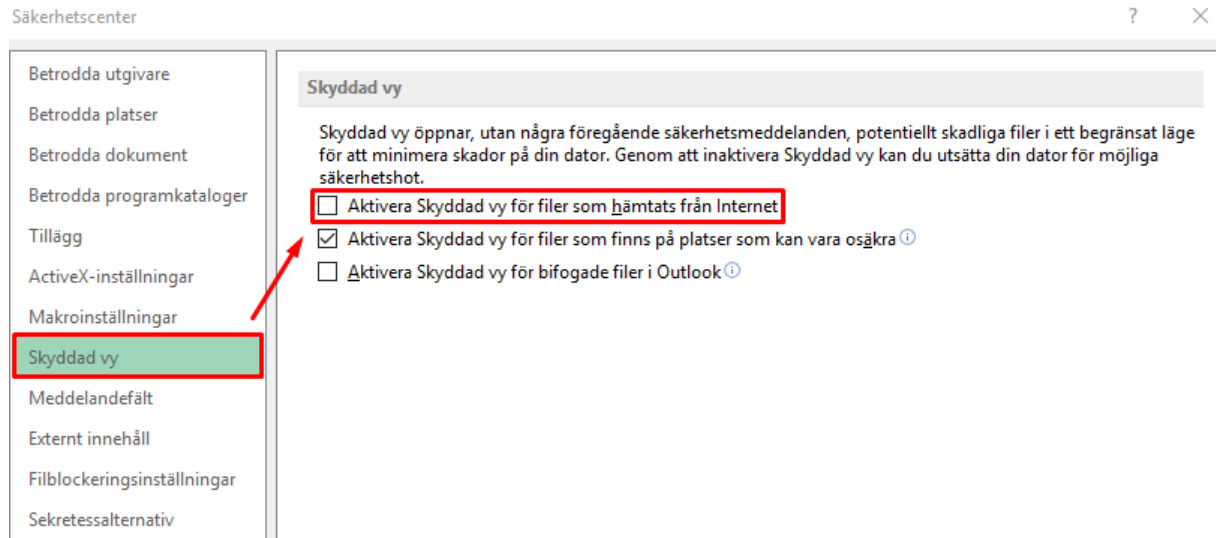 Säkerhetscenter
Betrodda utgivare
Betrodda platser
Betrodda dokument
Betrodda programkataloger
Tillägg
ActiveX-inställningar
Makroinställningar
Skyddad vy
Meddelandefält
Externt innehåll
Filblockeringsinställningar
Sekretessalternativ
Skyddad vy
Skyddad vy öppnar, utan några föregående säkerhetsmeddelanden, potentiellt skadliga filer i ett begränsat läge
för att minimera skador på din dator. Genom att inaktivera Skyddad vy kan du utsätta din dator för möjliga
säkerhetshot.
Aktivera Skyddad vy för filer som hämtats från Internet
Aktivera Skyddad vy för filer som finns på platser som kan vara osäkra
Aktivera Skyddad vy för bifogade filer i Outlook